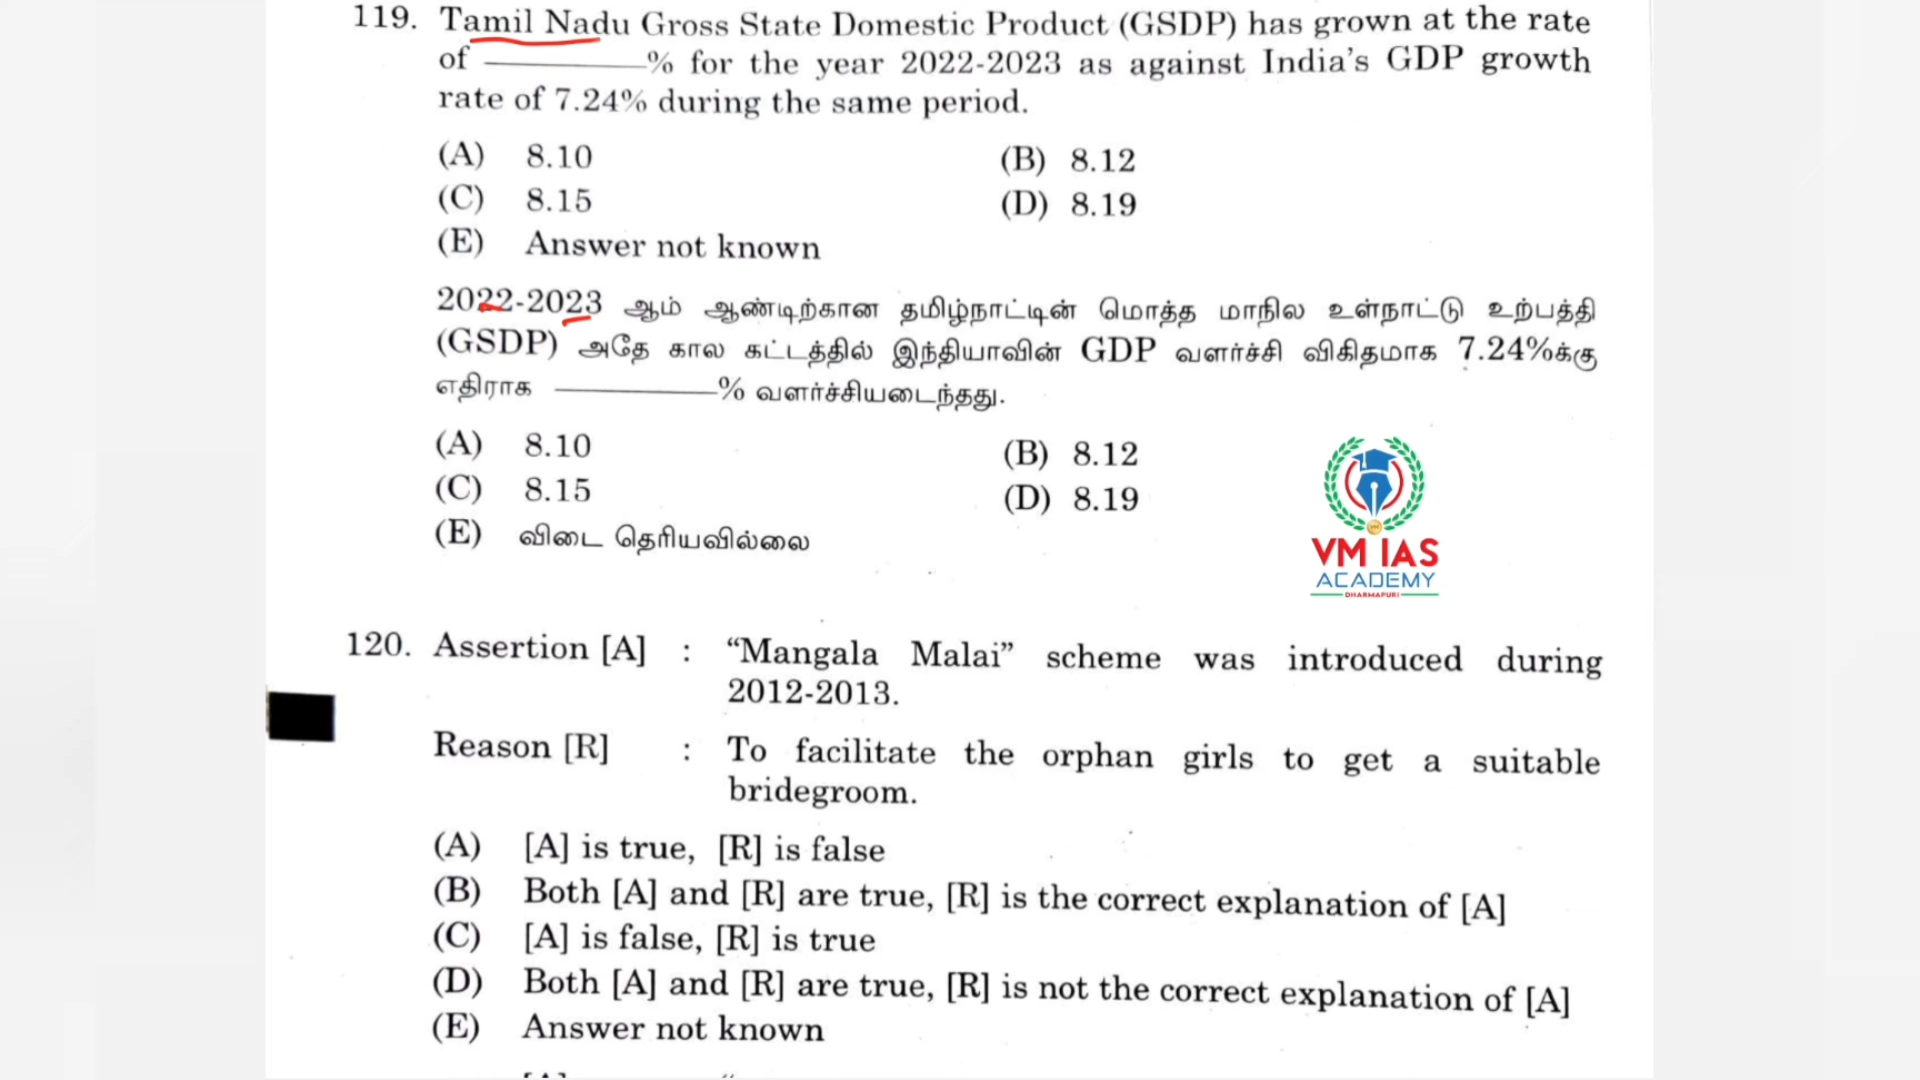 119. Tamil Nadu Gross State Domestic Product (GSDP) has grown at the rate
of ________% for the year 2022-2023 as against India's GDP growth
rate of 7.24% during the same period.
(A) 8.10 (B) 8.12
(C) 8.15 (D) 8.19
(E) Answer not known
2022-2023 ஆம் ஆண்டிற்கான தமிழ்நாட்டின் மொத்த மாநில உள்நாட்டு உற்பத்தி
(GSDP) அதே கால கட்டத்தில் இந்தியாவின் GDP வளர்ச்சி விகிதமாக 7.24%க்கு
எதிராக ________% வளர்ச்சியடைந்தது.
(A) 8.10 (B) 8.12
(C) 8.15 (D) 8.19
(E) விடை தெரியவில்லை
VM IAS
ACADEMY
DHARMAPURI
120. Assertion [A] : “Mangala Malai” scheme was introduced during
2012-2013.
Reason [R] : To facilitate the orphan girls to get a suitable
bridegroom.
(A) [A] is true, [R] is false
(B) Both [A] and [R] are true, [R] is the correct explanation of [A]
(C) [A] is false, [R] is true
(D) Both [A] and [R] are true, [R] is not the correct explanation of [A]
(E) Answer not known